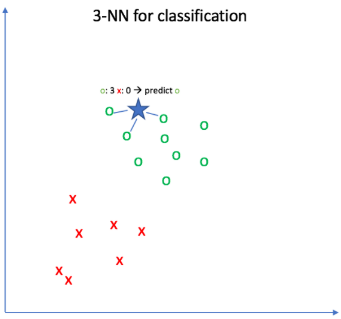 3-NN for classification
o: 3 x: 0 → predict o
o
o
o
o
o
o
o
o
o
x
x
x
x
x
x
x